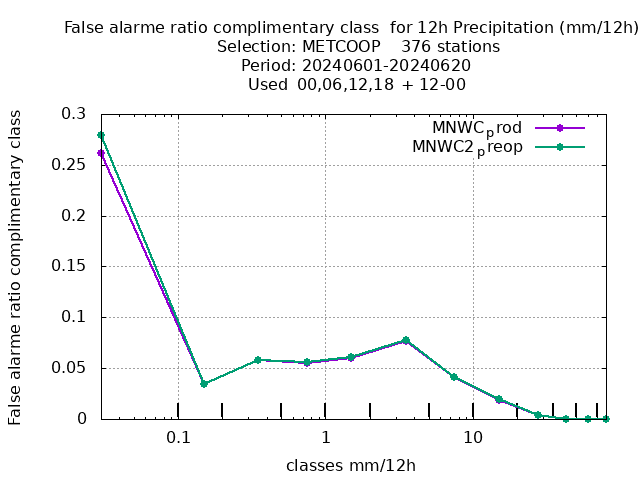 False alarme ratio complimentary class  for 12h Precipitation (mm/12h)
Selection: METCOOP    376 stations
Period: 20240601-20240620
Used  00,06,12,18 + 12-00
MNWCprod
MNWC2preop
0.3
0.25
0.2
0.15
0.1
0.05
0
False alarme ratio complimentary class
0.1 1 10
classes mm/12h